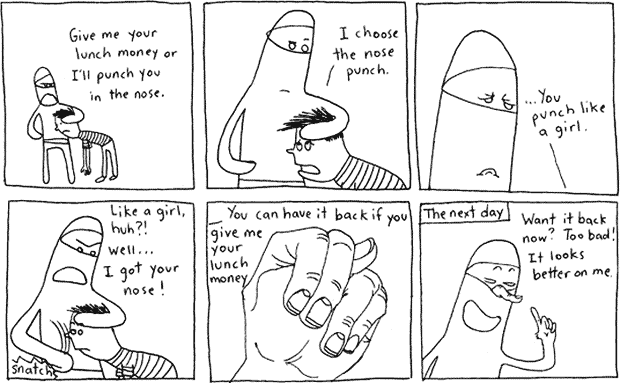 Give me your
lunch money or
I'll punch you
in the nose.
I choose
the nose
punch.
...You
punch like
a girl.
Like a girl,
huh?!
Well...
I got your
nose!
snatch
You can have it back if you
give me
your
lunch
money
The next day
Want it back
now? Too bad!
It looks
better on me.